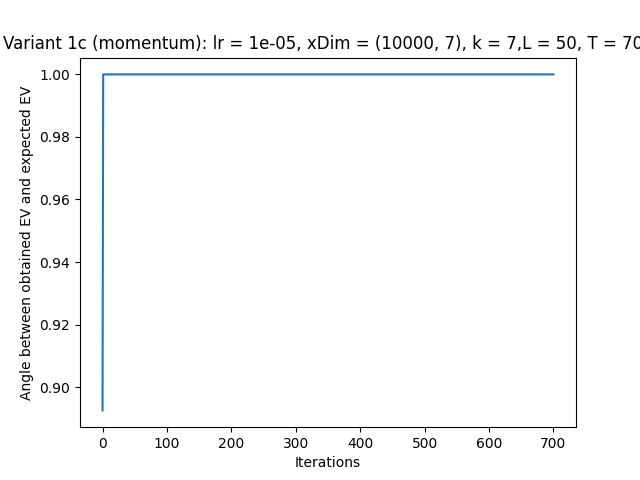 Variant 1c (momentum): lr = 1e-05, xDim = (10000, 7), k = 7,L = 50, T = 70
Angle between obtained EV and expected EV
1.00
0.98
0.96
0.94
0.92
0.90
0 100 200 300 400 500 600 700
Iterations